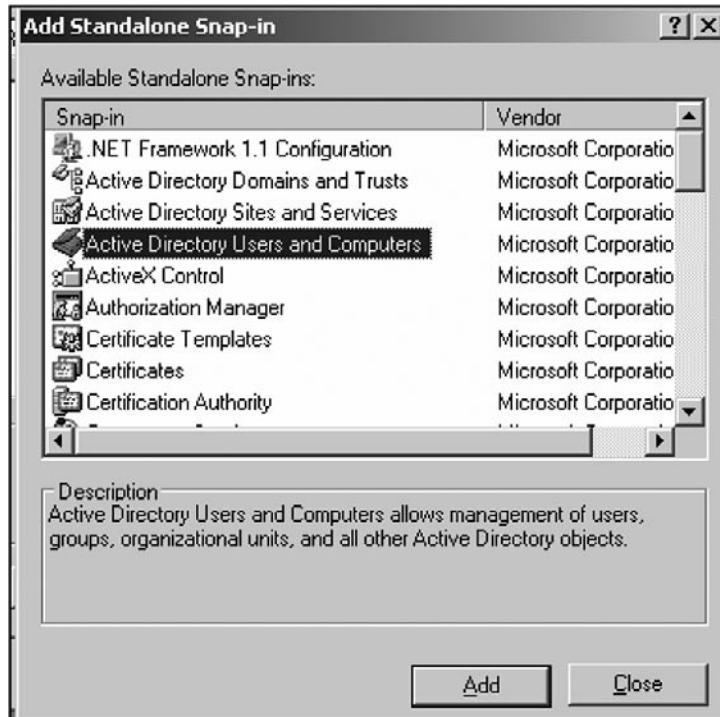 Add Standalone Snap-in
? X
Available Standalone Snap-ins:
Snap-in Vendor
.NET Framework 1.1 Configuration Microsoft Corporatio
Active Directory Domains and Trusts Microsoft Corporatio
Active Directory Sites and Services Microsoft Corporatio
Active Directory Users and Computers Microsoft Corporatio
ActiveX Control Microsoft Corporatio
Authorization Manager Microsoft Corporatio
Certificate Templates Microsoft Corporatio
Certificates Microsoft Corporatio
Certification Authority Microsoft Corporatio
Description
Active Directory Users and Computers allows management of users,
groups, organizational units, and all other Active Directory objects.
Add Close